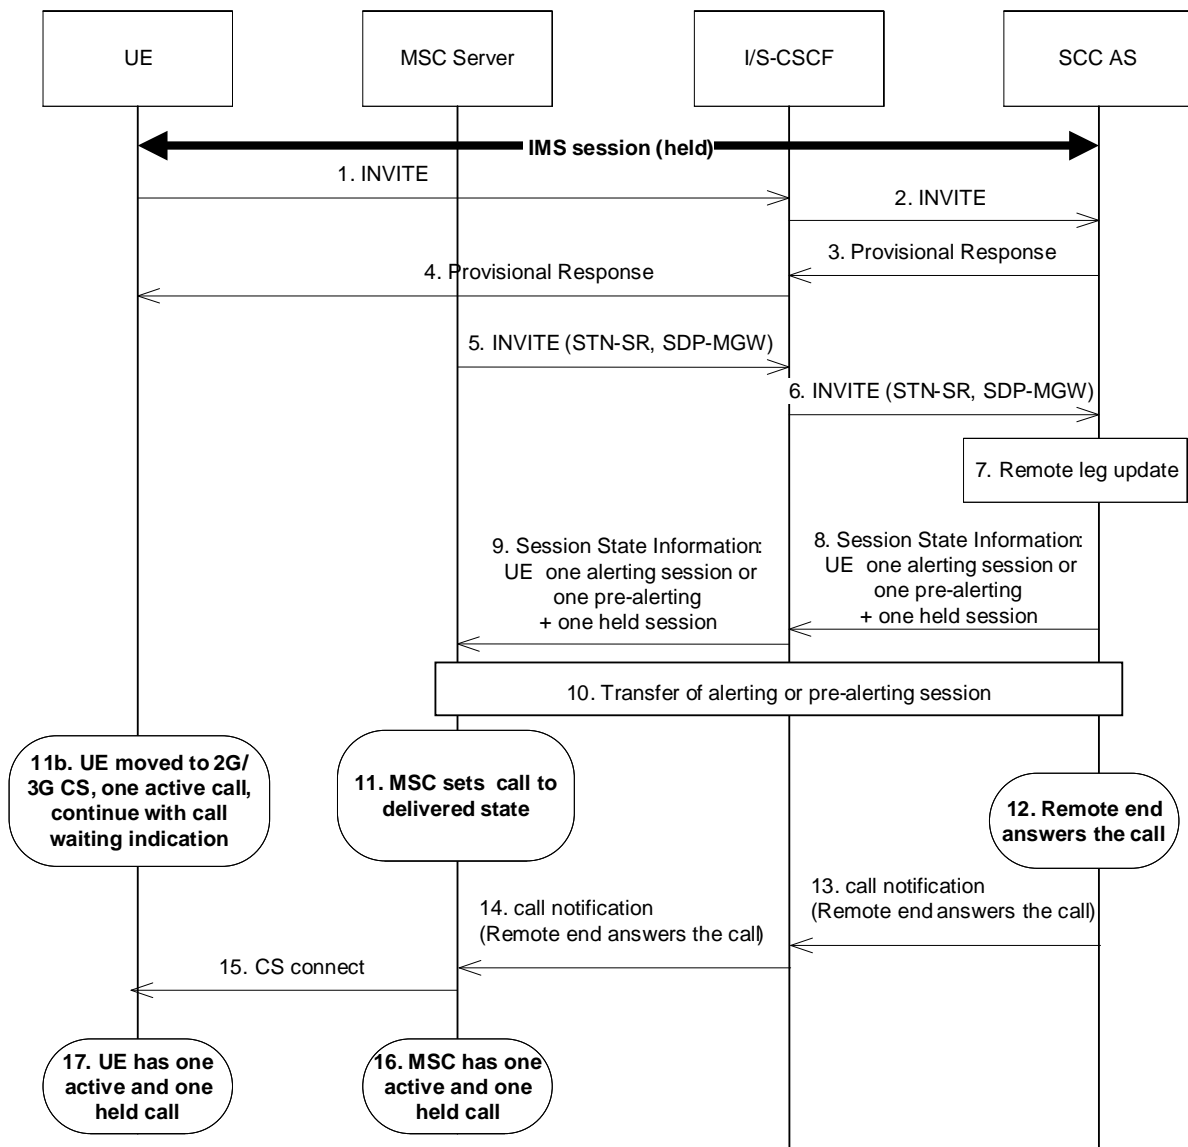 UE
MSC Server
I/S-CSCF
SCC AS
IMS session (held)
1. INVITE
2. INVITE
3. Provisional Response
4. Provisional Response
5. INVITE (STN-SR, SDP-MGW)
6. INVITE (STN-SR, SDP-MGW)
7. Remote leg update
8. Session State Information:
UE one alerting session or
one pre-alerting
+ one held session
9. Session State Information:
UE one alerting session or
one pre-alerting
+ one held session
10. Transfer of alerting or pre-alerting session
11b. UE moved to 2G/
3G CS, one active call,
continue with call
waiting indication
11. MSC sets call to
delivered state
12. Remote end
answers the call
13. call notification
(Remote end answers the call)
14. call notification
(Remote end answers the call)
15. CS connect
17. UE has one
active and one
held call
16. MSC has one
active and one
held call